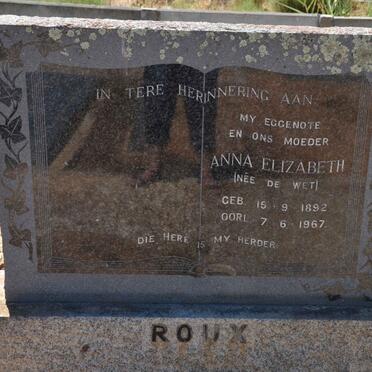 IN TERE HERINNERING AAN
MY EGGENOTE
EN ONS MOEDER
ANNA ELIZABETH
(NÉE DE WET)
GEB. 15·9·1892
OORL. 7·6·1967
DIE HERE IS MY HERDER
ROUX